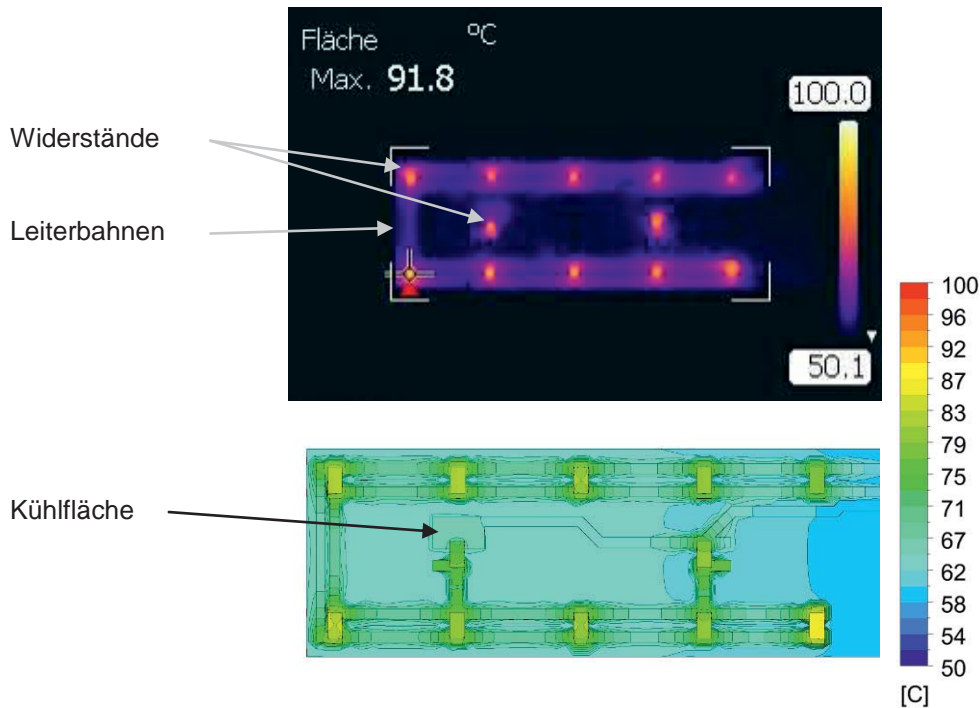 Fläche °C
Max. 91.8
100.0
Widerstände
Leiterbahnen
50.1
100
96
92
87
83
79
75
71
67
62
58
54
50
[C]
Kühlfläche